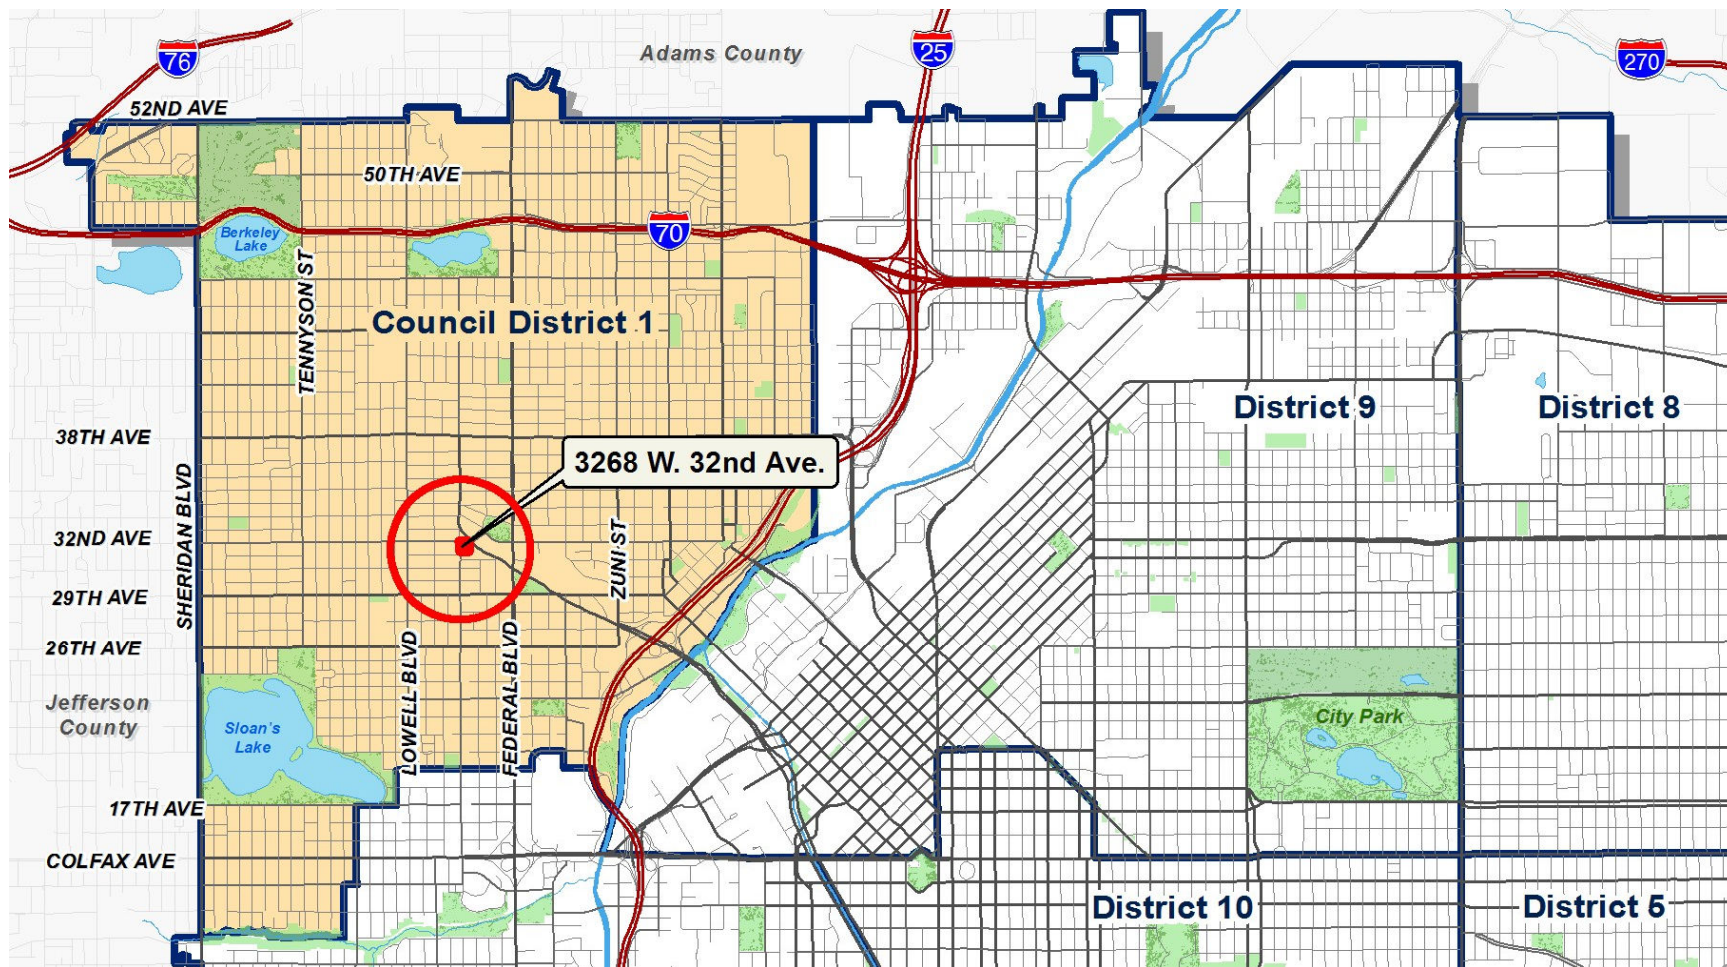 76
Adams County
25
270
52ND AVE
50TH AVE
Berkeley
Lake
70
TENNYSON ST
Council District 1
District 9
District 8
38TH AVE
3268 W. 32nd Ave.
SHERIDAN BLVD
32ND AVE
ZUNI ST
29TH AVE
26TH AVE
LOWELL BLVD
FEDERAL BLVD
Jefferson
County
Sloan's
Lake
City Park
17TH AVE
COLFAX AVE
District 10
District 5